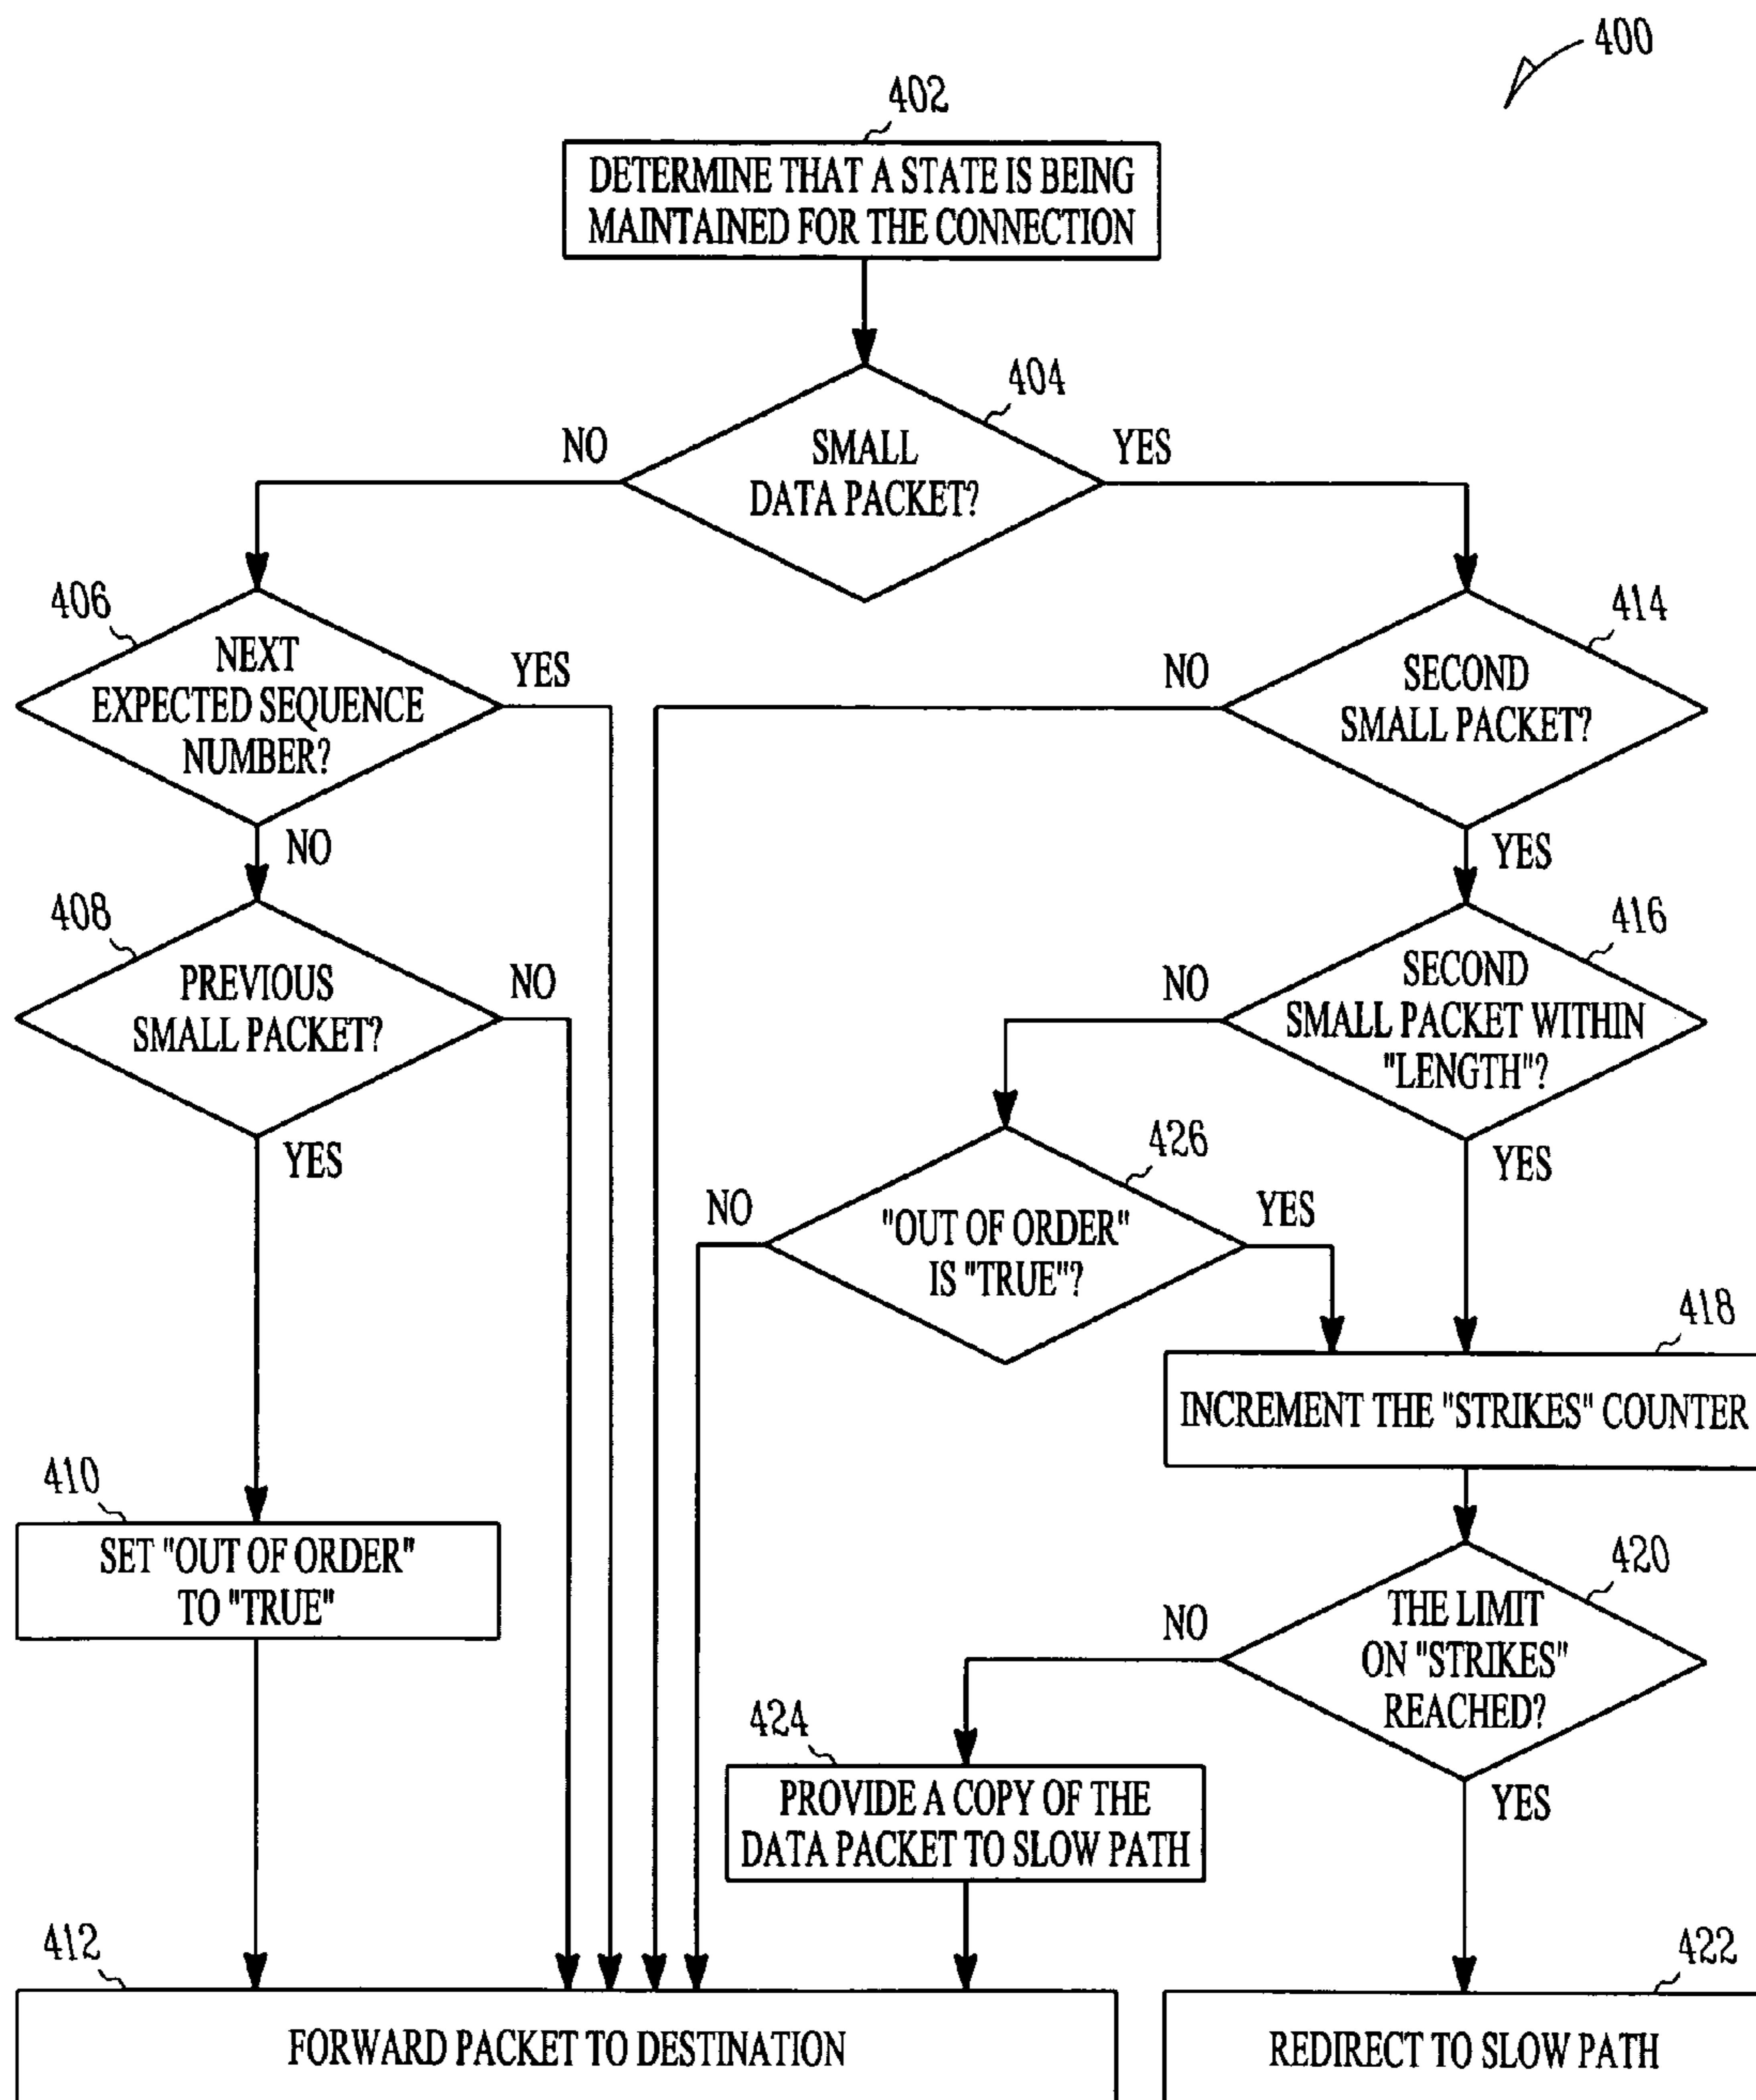 400
402
DETERMINE THAT A STATE IS BEING
MAINTAINED FOR THE CONNECTION
404
NO
SMALL
DATA PACKET?
YES
406
NEXT
EXPECTED SEQUENCE
NUMBER?
YES
NO
414
NO
SECOND
SMALL PACKET?
YES
408
PREVIOUS
SMALL PACKET?
NO
YES
416
NO
SECOND
SMALL PACKET WITHIN
"LENGTH"?
YES
426
NO
"OUT OF ORDER"
IS "TRUE"?
YES
418
INCREMENT THE "STRIKES" COUNTER
410
SET "OUT OF ORDER"
TO "TRUE"
420
NO
THE LIMIT
ON "STRIKES"
REACHED?
YES
424
PROVIDE A COPY OF THE
DATA PACKET TO SLOW PATH
412
FORWARD PACKET TO DESTINATION
422
REDIRECT TO SLOW PATH